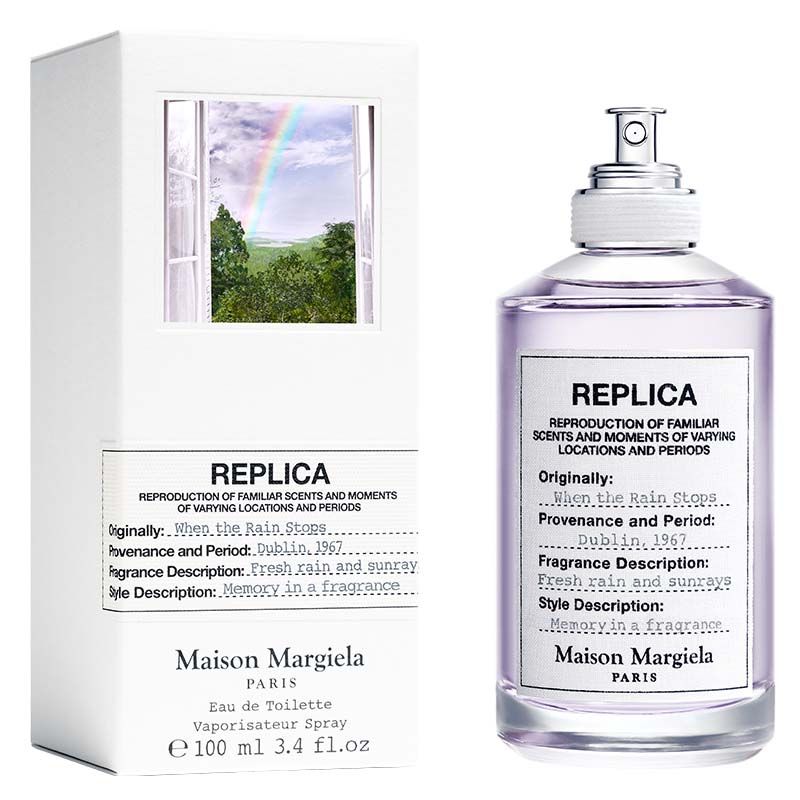 REPLICA
REPRODUCTION OF FAMILIAR SCENTS AND MOMENTS
OF VARYING LOCATIONS AND PERIODS
Originally: When the Rain Stops
Provenance and Period: Dublin, 1967
Fragrance Description: Fresh rain and sunray
Style Description: Memory in a fragrance
Maison Margiela
PARIS
Eau de Toilette
Vaporisateur Spray
℮ 100 ml 3.4 fl.oz
REPLICA
REPRODUCTION OF FAMILIAR
SCENTS AND MOMENTS OF VARYING
LOCATIONS AND PERIODS
Originally:
When the Rain Stops
Provenance and Period:
Dublin, 1967
Fragrance Description:
Fresh rain and sunrays
Style Description:
Memory in a fragrance
Maison Margiela
PARIS